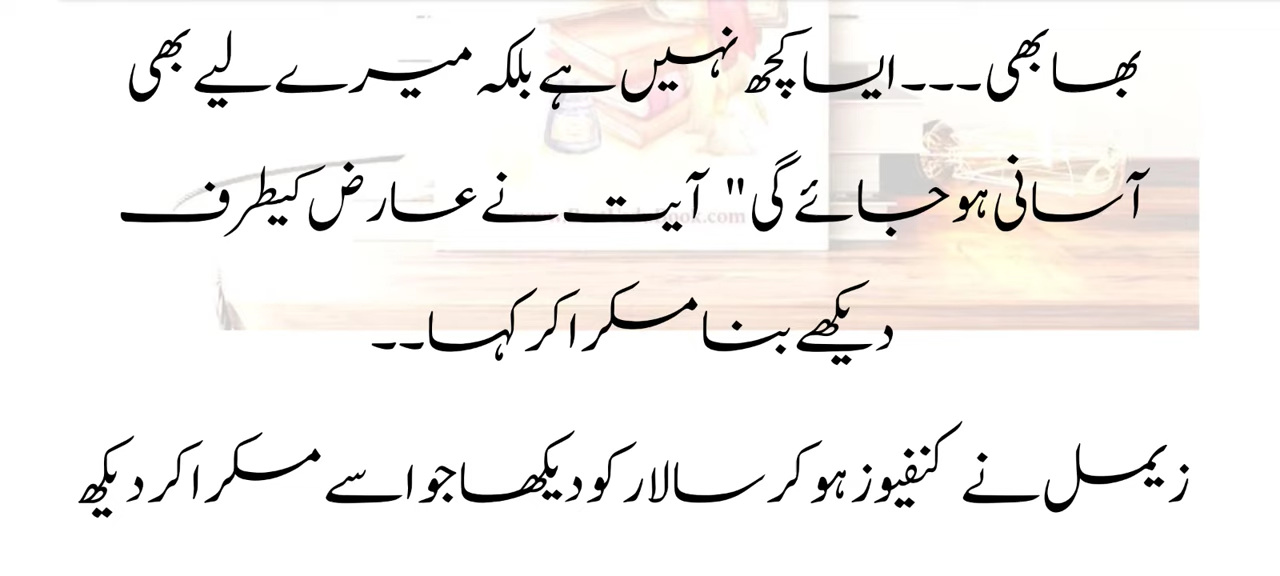 بھابھی۔۔۔ ایسا کچھ نہیں ہے بلکہ میرے لیے بھی
آسانی ہو جائے گی" آیت نے عارض کیطرف
دیکھے بنا مسکرا کر کہا۔۔
زیمل نے کنفیوز ہو کر سالار کو دیکھا جو اسے مسکرا کر دیکھ